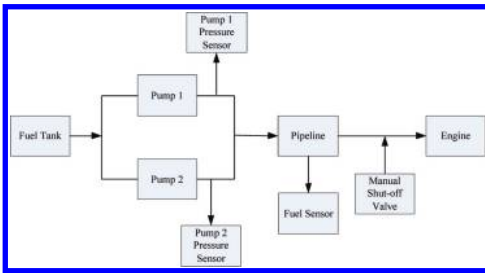 Pump 1
Pressure
Sensor
Pump 1
Fuel Tank
Pipeline
Engine
Pump 2
Manual
Shut-off
Valve
Fuel Sensor
Pump 2
Pressure
Sensor